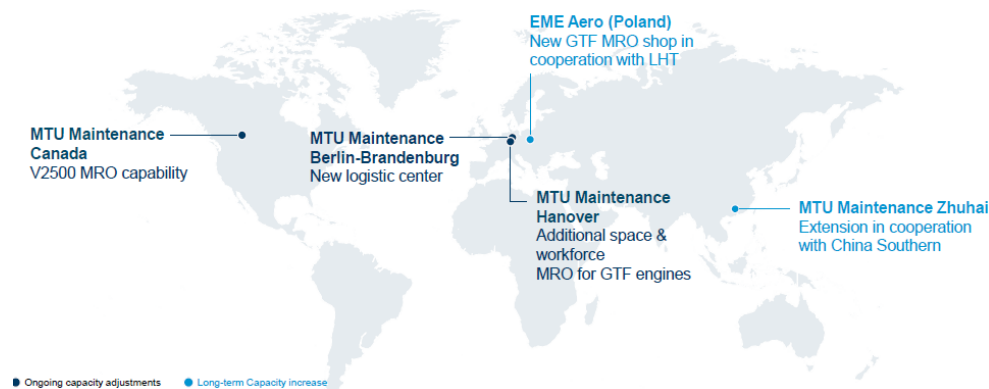 EME Aero (Poland)
New GTF MRO shop in
cooperation with LHT
MTU Maintenance
Canada
V2500 MRO capability
MTU Maintenance
Berlin-Brandenburg
New logistic center
MTU Maintenance
Hanover
Additional space &
workforce
MRO for GTF engines
MTU Maintenance Zhuhai
Extension in cooperation
with China Southern
Ongoing capacity adjustments
Long-term Capacity increase